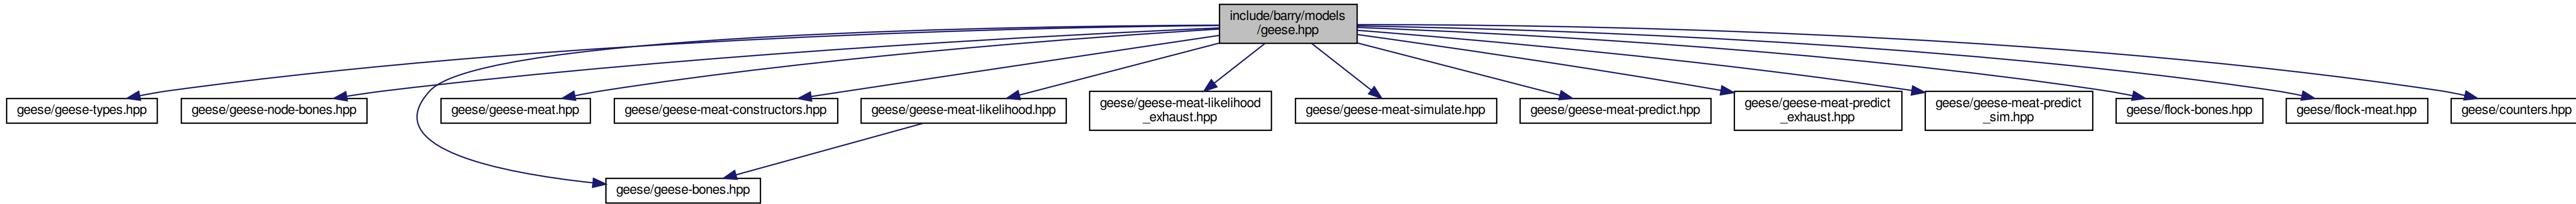 include/barry/models
/geese.hpp
geese/geese-types.hpp
geese/geese-node-bones.hpp
geese/geese-meat.hpp
geese/geese-meat-constructors.hpp
geese/geese-meat-likelihood.hpp
geese/geese-meat-likelihood
_exhaust.hpp
geese/geese-meat-simulate.hpp
geese/geese-meat-predict.hpp
geese/geese-meat-predict
_exhaust.hpp
geese/geese-meat-predict
_sim.hpp
geese/flock-bones.hpp
geese/flock-meat.hpp
geese/counters.hpp
geese/geese-bones.hpp